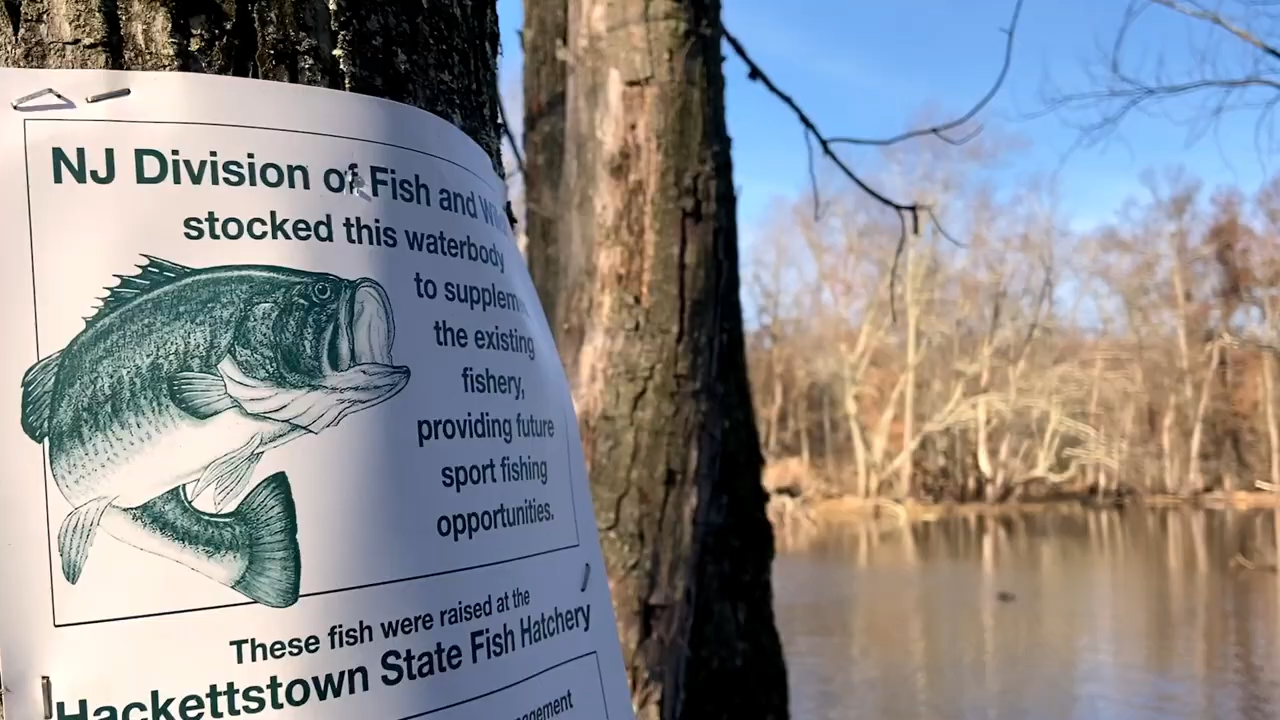 NJ Division of Fish and
stocked this waterbody
to
the existing
fishery,
providing future
sport fishing
opportunities.
These fish were raised at the
Hackettstown State Fish Hatchery